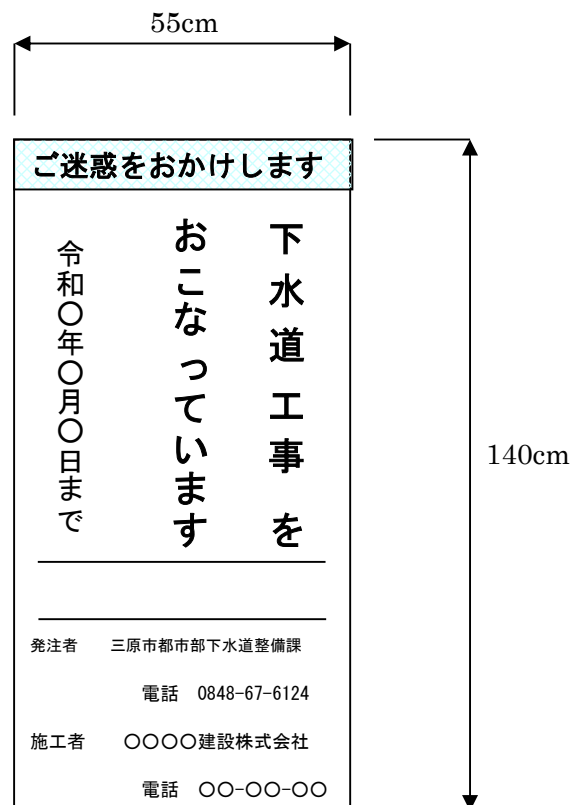 55cm
ご迷惑をおかけします
下水道工事を
おこなっています
令和〇年〇月〇日まで
140cm
発注者 三原市都市部下水道整備課
電話 0848-67-6124
施工者 〇〇〇〇建設株式会社
電話 〇〇-〇〇-〇〇